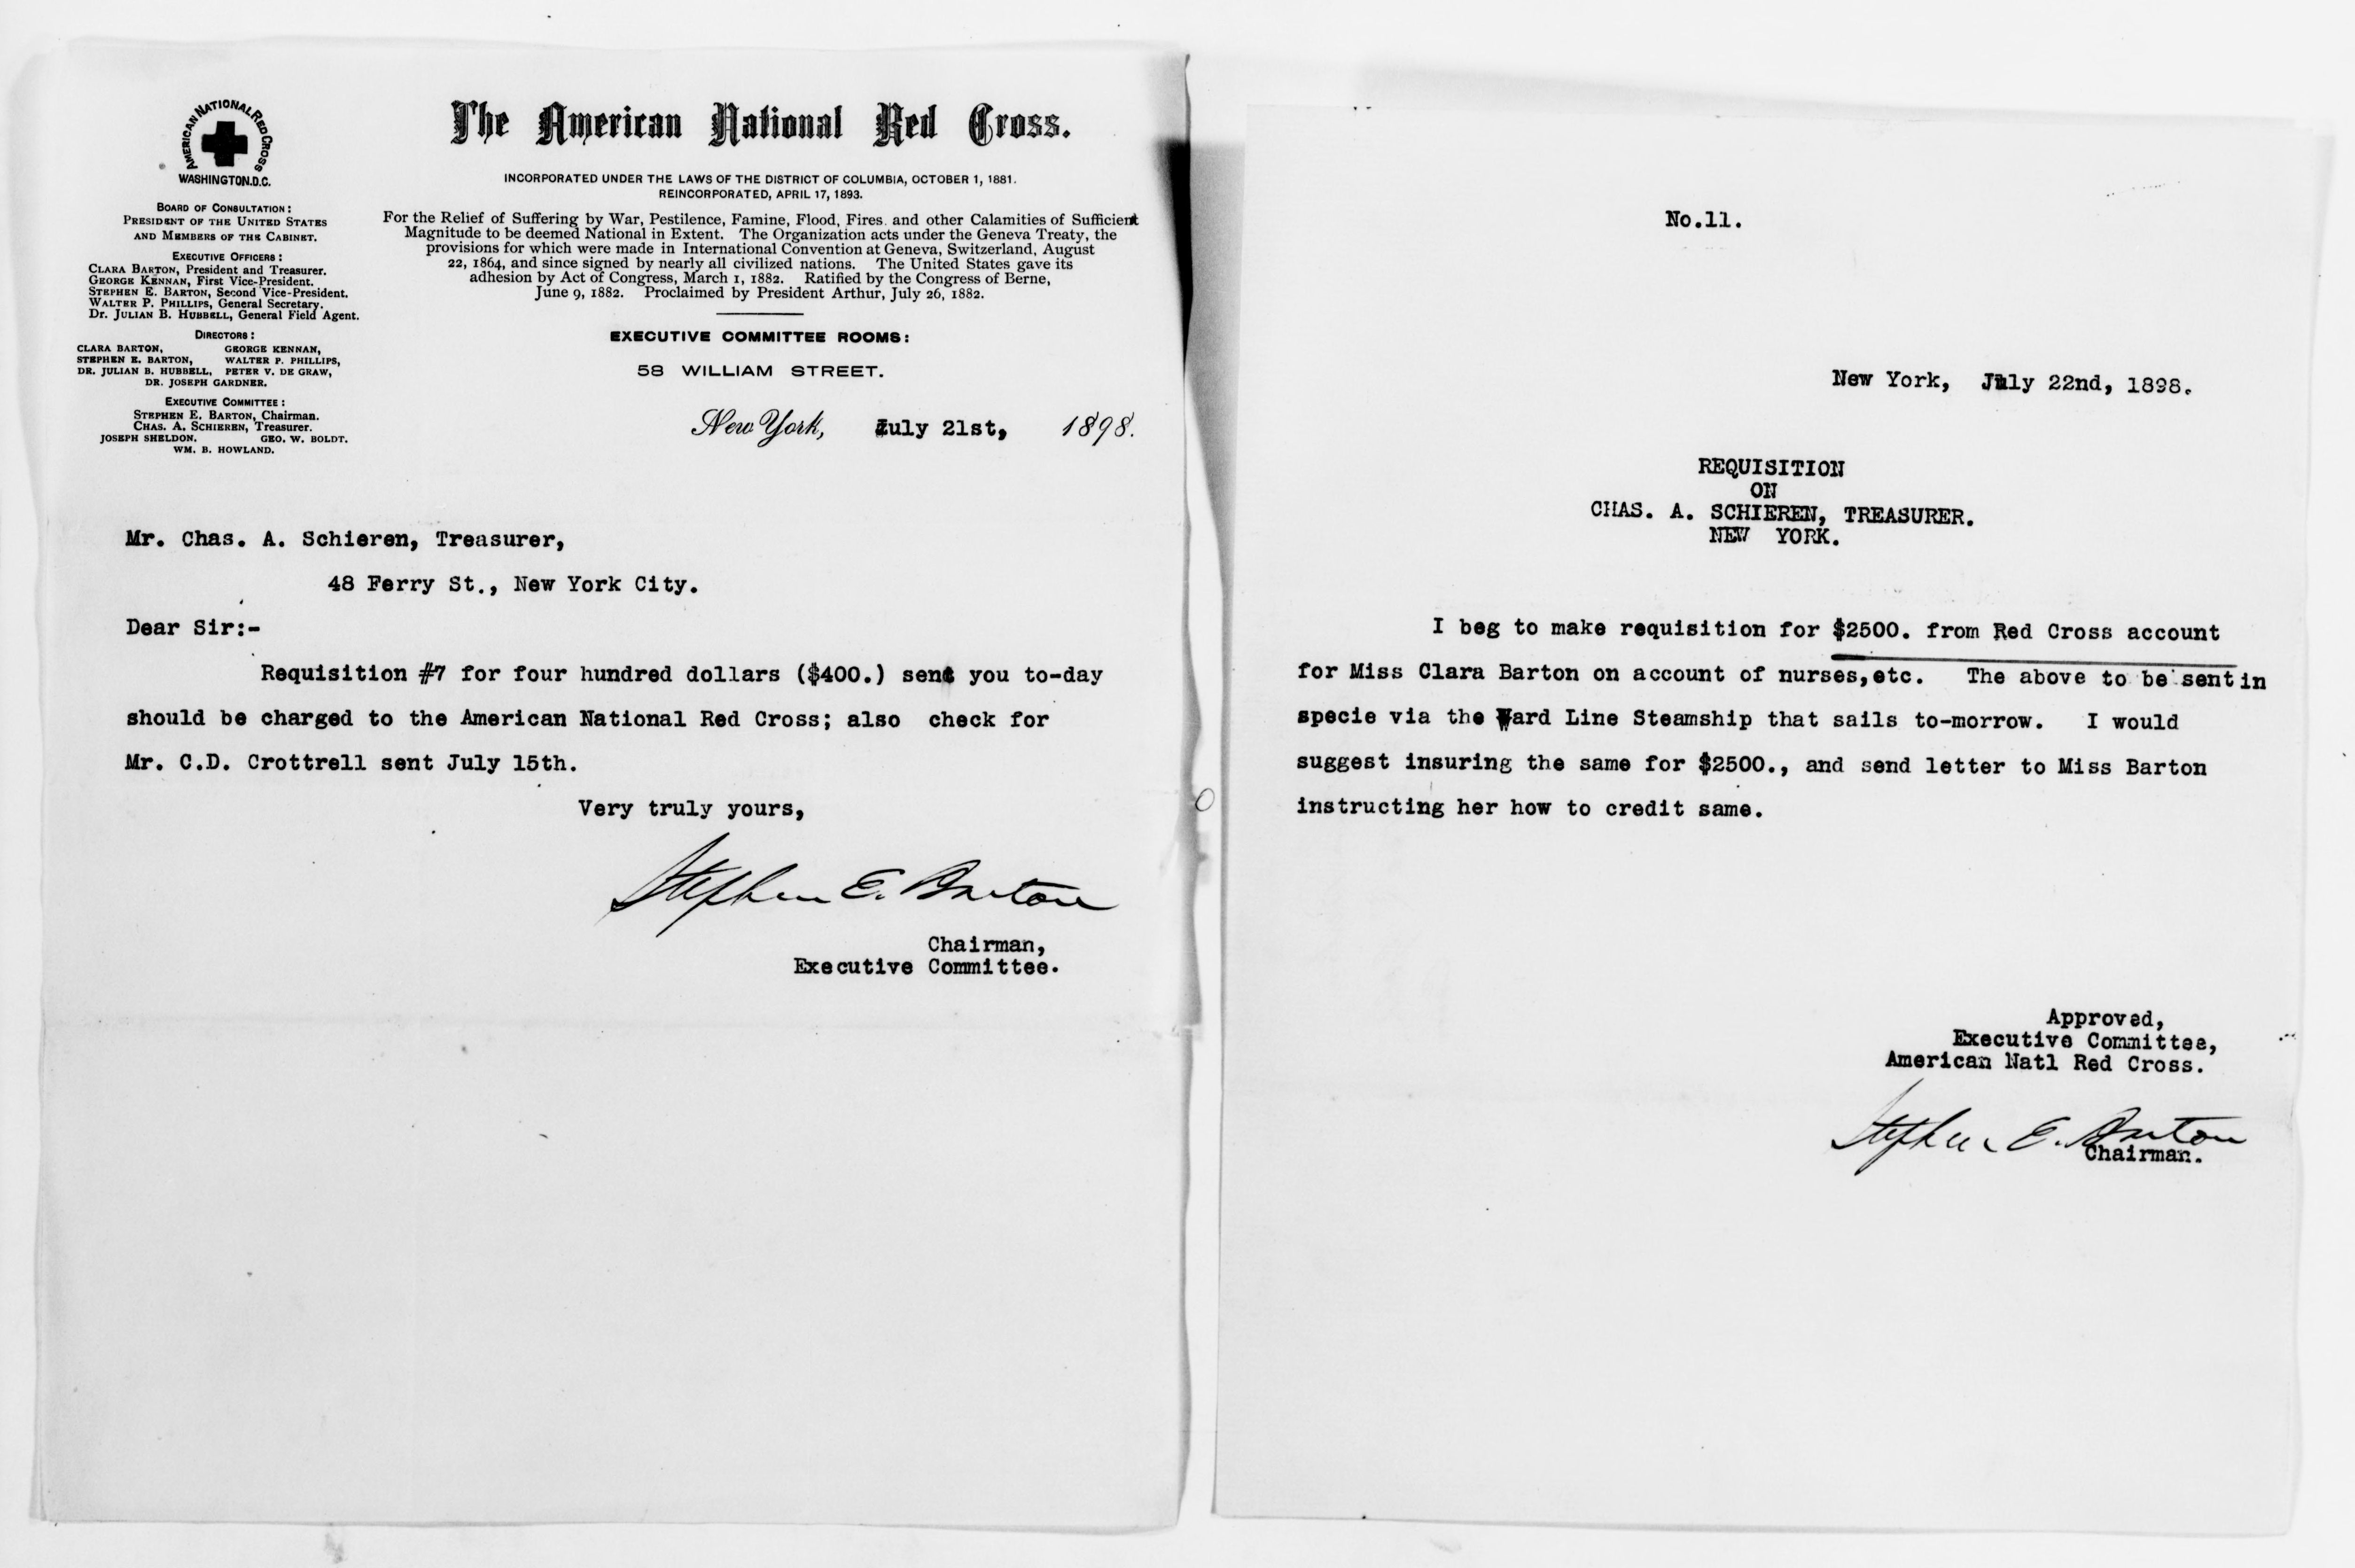 AMERICAN NATIONAL RED CROSS
WASHINGTON.D.C.
BOARD OF CONSULTATION:
PRESIDENT OF THE UNITED STATES
AND MEMBERS OF THE CABINET.
EXECUTIVE OFFICERS:
CLARA BARTON, President and Treasurer.
GEORGE KENNAN, First Vice-President.
STEPHEN E. BARTON, Second Vice-President.
WALTER P. PHILLIPS, General Secretary.
Dr. JULIAN B. HUBBELL, General Field Agent.
DIRECTORS:
CLARA BARTON, GEORGE KENNAN,
STEPHEN E. BARTON, WALTER P. PHILLIPS,
DR. JULIAN B. HUBBELL, PETER V. DE GRAW,
DR. JOSEPH GARDNER.
EXECUTIVE COMMITTEE:
STEPHEN E. BARTON, Chairman.
CHAS. A. SCHIEREN, Treasurer.
JOSEPH SHELDON. GEO. W. BOLDT.
WM. B. HOWLAND.
The American National Red Cross.
INCORPORATED UNDER THE LAWS OF THE DISTRICT OF COLUMBIA, OCTOBER 1, 1881.
REINCORPORATED, APRIL 17, 1893.
For the Relief of Suffering by War, Pestilence, Famine, Flood, Fires. and other Calamities of Sufficient
Magnitude to be deemed National in Extent. The Organization acts under the Geneva Treaty, the
provisions for which were made in International Convention at Geneva, Switzerland, August
22, 1864, and since signed by nearly all civilized nations. The United States gave its
adhesion by Act of Congress, March 1, 1882. Ratified by the Congress of Berne,
June 9, 1882. Proclaimed by President Arthur, July 26, 1882.
EXECUTIVE COMMITTEE ROOMS:
58 WILLIAM STREET.
New York, July 21st, 1898.
Mr. Chas. A. Schieren, Treasurer,
48 Ferry St., New York City.
Dear Sir:-
Requisition #7 for four hundred dollars ($400.) sent you to-day
should be charged to the American National Red Cross; also check for
Mr. C.D. Crottrell sent July 15th.
Very truly yours,
Stephen E. Barton
Chairman,
Executive Committee.
No.11.
New York, July 22nd, 1898.
REQUISITION
ON
CHAS. A. SCHIEREN, TREASURER.
NEW YORK.
I beg to make requisition for $2500. from Red Cross account
for Miss Clara Barton on account of nurses,etc. The above to be sent in
specie via the Ward Line Steamship that sails to-morrow. I would
suggest insuring the same for $2500., and send letter to Miss Barton
instructing her how to credit same.
Approved,
Executive Committee,
American Natl Red Cross.
Stephen E. Barton
Chairman.